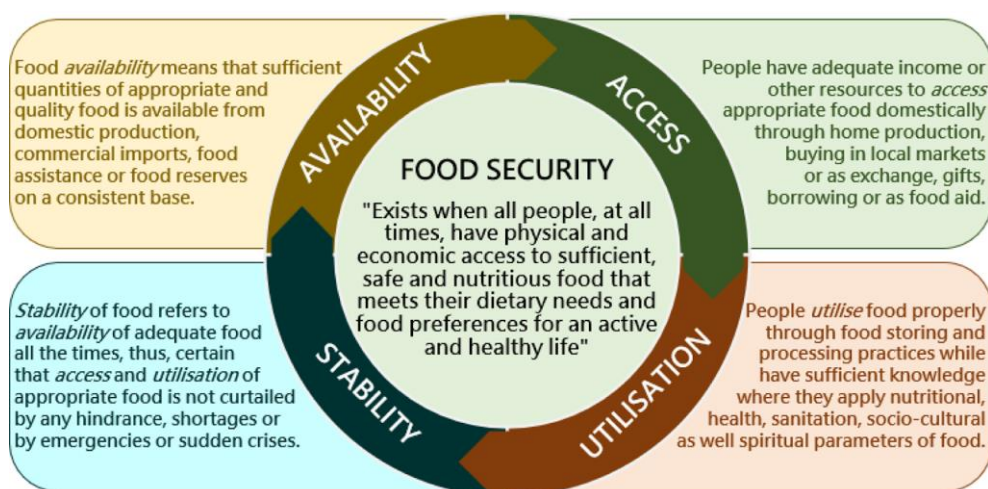 Food availability means that sufficient
quantities of appropriate and
quality food is available from
domestic production,
commercial imports, food
assistance or food reserves
on a consistent base.
AVAILABILITY
ACCESS
People have adequate income or
other resources to access
appropriate food domestically
through home production,
buying in local markets
or as exchange, gifts,
borrowing or as food aid.
FOOD SECURITY
"Exists when all people, at all
times, have physical and
economic access to sufficient,
safe and nutritious food that
meets their dietary needs and
food preferences for an active
and healthy life"
Stability of food refers to
availability of adequate food
all the times, thus, certain
that access and utilisation of
appropriate food is not curtailed
by any hindrance, shortages or
by emergencies or sudden crises.
STABILITY
UTILISATION
People utilise food properly
through food storing and
processing practices while
have sufficient knowledge
where they apply nutritional,
health, sanitation, socio-cultural
as well spiritual parameters of food.